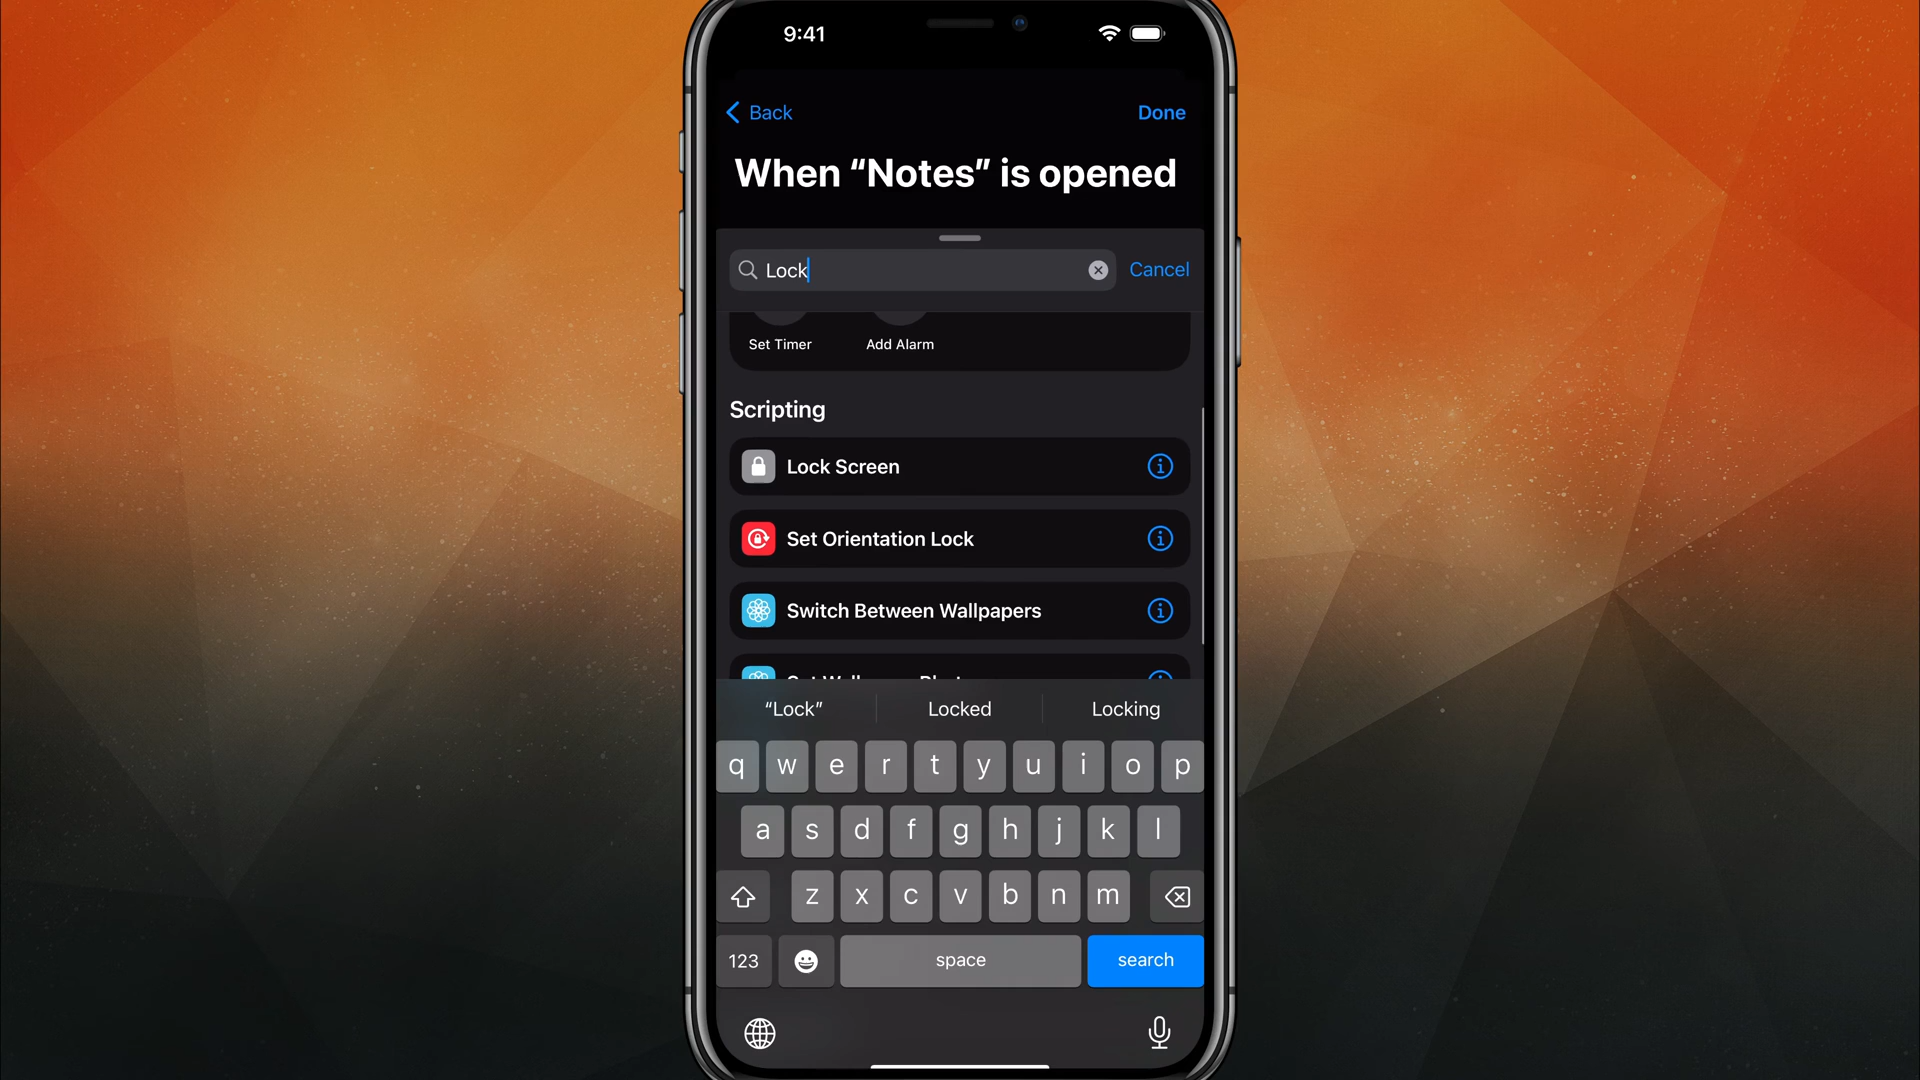 9:41
Back
Done
When “Notes” is opened
Lock
Cancel
Set Timer
Add Alarm
Scripting
Lock Screen
Set Orientation Lock
Switch Between Wallpapers
“Lock”
Locked
Locking
q w e r t y u i o p
a s d f g h j k l
z x c v b n m
123
space
search